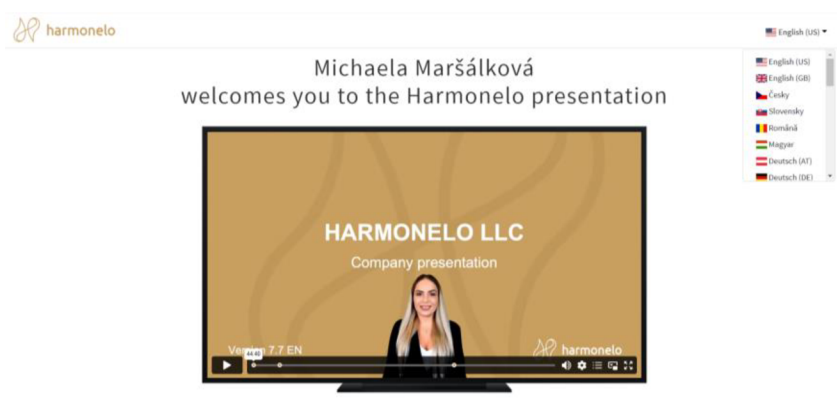 harmonelo
English (US)
Michaela Maršálková
welcomes you to the Harmonelo presentation
English (US)
English (GB)
Česky
Slovensky
Română
Magyar
Deutsch (AT)
Deutsch (DE)
HARMONELO LLC
Company presentation
Version 7.7 EN
44:40
harmonelo